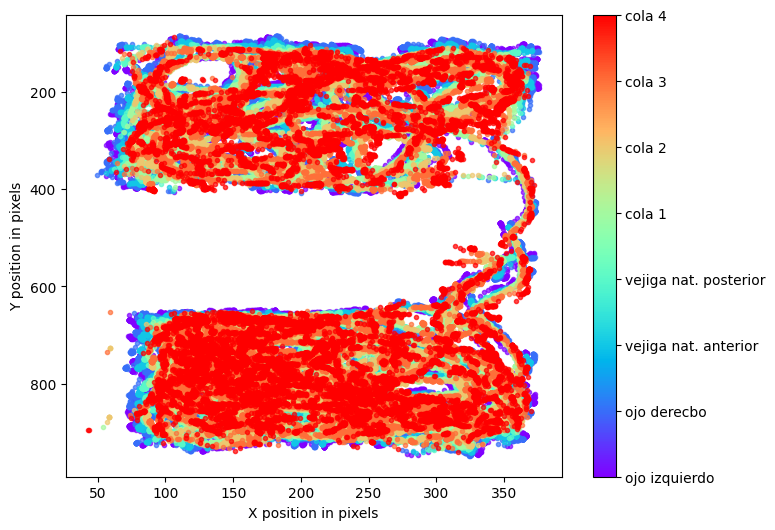 cola 4
cola 3
cola 2
cola 1
vejiga nat. posterior
vejiga nat. anterior
ojo derecbo
ojo izquierdo
200
400
600
800
Y position in pixels
50 100 150 200 250 300 350
X position in pixels